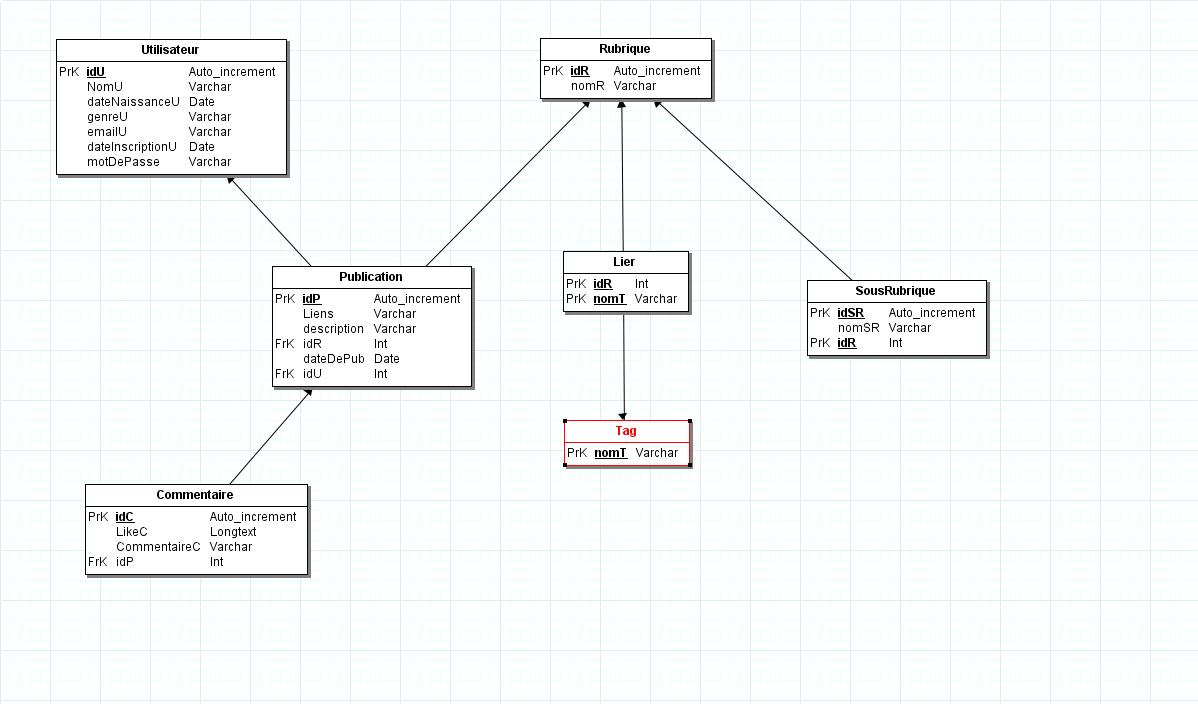 Utilisateur
PrK idU Auto_increment
NomU Varchar
dateNaissanceU Date
genreU Varchar
emailU Varchar
dateInscriptionU Date
motDePasse Varchar
Rubrique
PrK idR Auto_increment
nomR Varchar
Publication
PrK idP Auto_increment
Liens Varchar
description Varchar
FrK idR Int
dateDePub Date
FrK idU Int
Lier
PrK idR Int
PrK nomT Varchar
SousRubrique
PrK idSR Auto_increment
nomSR Varchar
PrK idR Int
Tag
PrK nomT Varchar
Commentaire
PrK idC Auto_increment
LikeC Longtext
CommentaireC Varchar
FrK idP Int